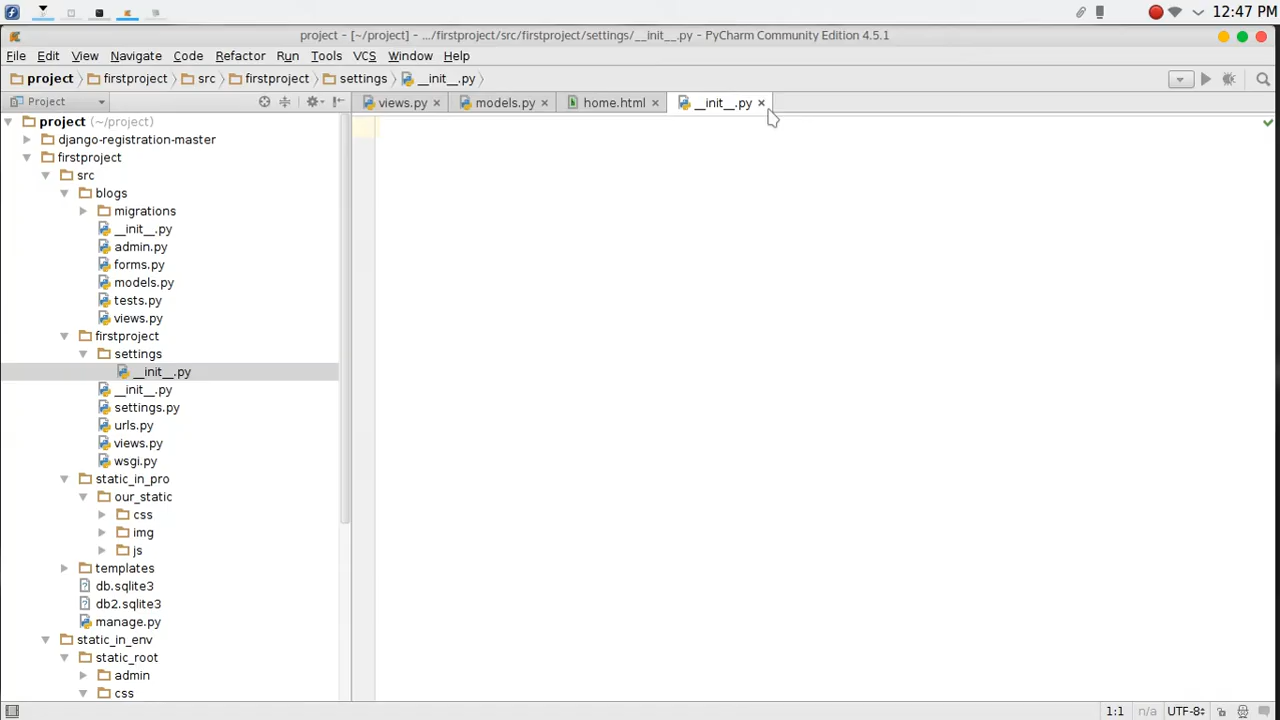 12:47 PM
project - [~/project] - .../firstproject/src/firstproject/settings/__init__.py - PyCharm Community Edition 4.5.1
File Edit View Navigate Code Refactor Run Tools VCS Window Help
project firstproject src firstproject settings __init__.py
Project views.py models.py home.html __init__.py
project (~/project)
django-registration-master
firstproject
src
blogs
migrations
__init__.py
admin.py
forms.py
models.py
tests.py
views.py
firstproject
settings
__init__.py
__init__.py
settings.py
urls.py
views.py
wsgi.py
static_in_pro
our_static
css
img
js
templates
db.sqlite3
db2.sqlite3
manage.py
static_in_env
static_root
admin
css
1:1 n/a UTF-8